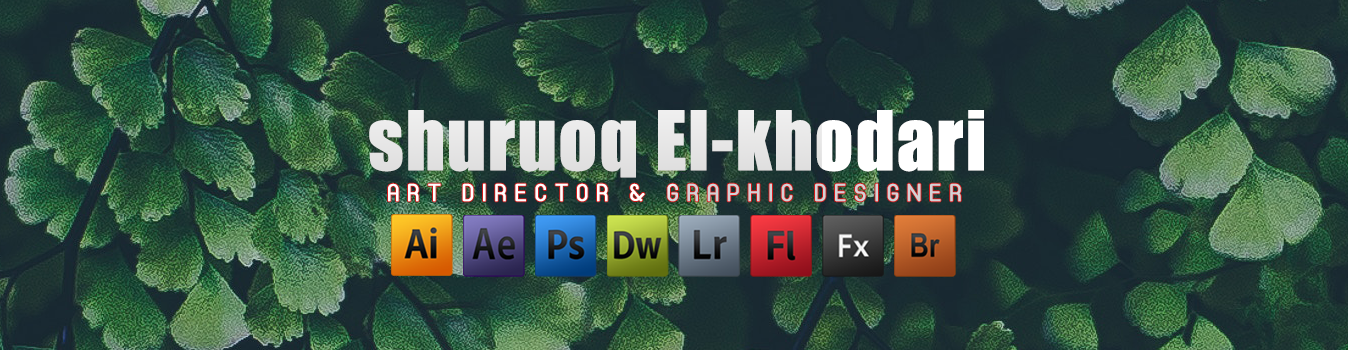 shuruoq El-khodari
ART DIRECTOR & GRAPHIC DESIGNER
Ai Ae Ps Dw Lr Fl Fx Br